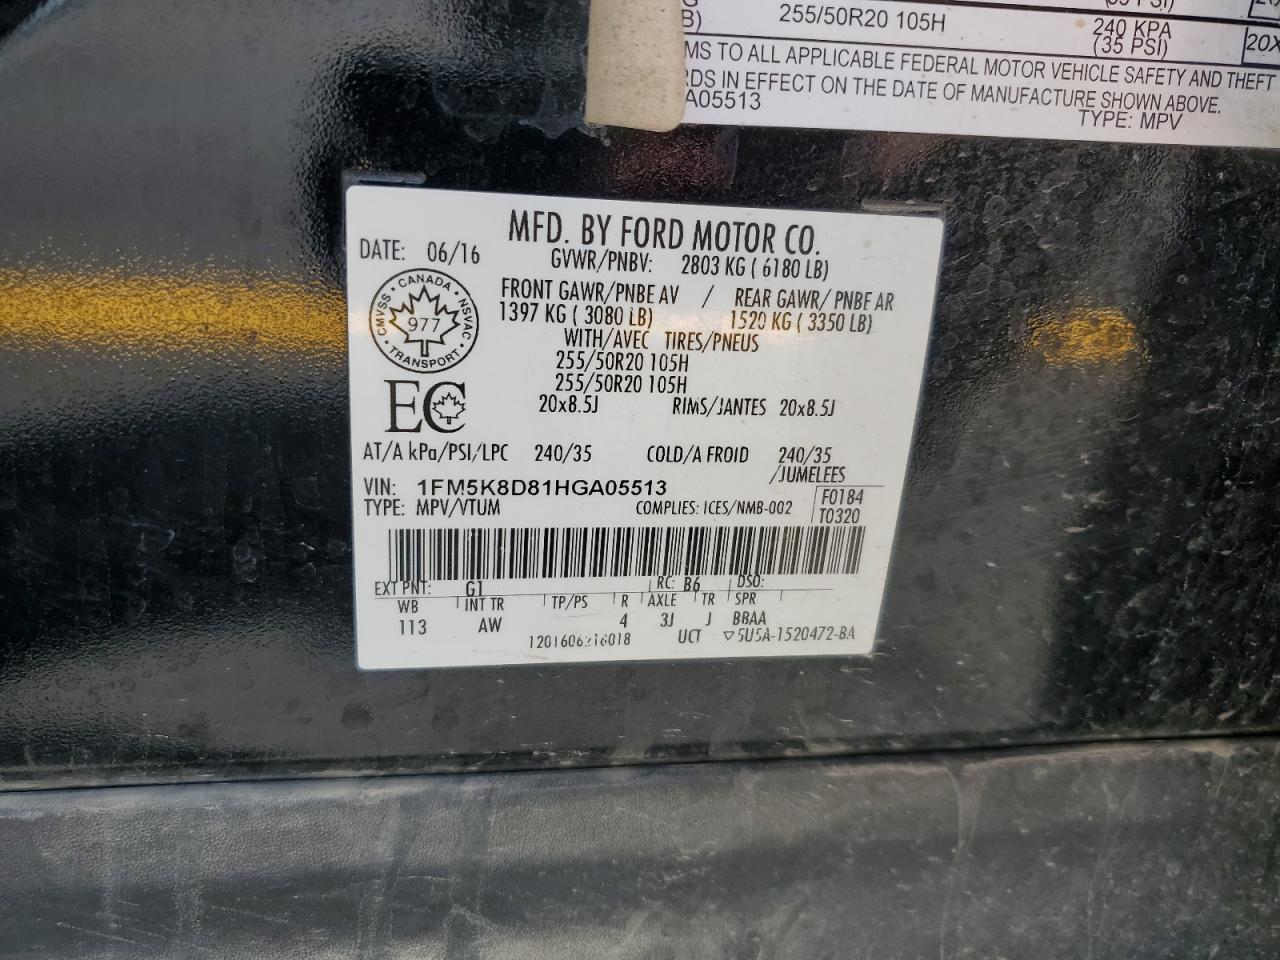 255/50R20 105H
240 KPA
(35 PSI)
20X
MS TO ALL APPLICABLE FEDERAL MOTOR VEHICLE SAFETY AND THEFT
RDS IN EFFECT ON THE DATE OF MANUFACTURE SHOWN ABOVE.
GA05513
TYPE: MPV
MFD. BY FORD MOTOR CO.
DATE: 06/16
GVWR/PNBV: 2803 KG ( 6180 LB)
FRONT GAWR/PNBE AV / REAR GAWR/ PNBE AR
1397 KG ( 3080 LB) 1520 KG ( 3350 LB)
WITH/AVEC TIRES/PNEUS
255/50R20 105H
255/50R20 105H
20x8.5J RIMS/JANTES 20x8.5J
CMVSS · CANADA · NSVAC
977
· TRANSPORT ·
EC
AT/A kPa/PSI/LPC 240/35 COLD/A FROID 240/35
/JUMELEES
VIN: 1FM5K8D81HGA05513
F0184
TYPE: MPV/VTUM COMPLIES: ICES/NMB-002
T0320
EXT PNT: G1 RC: B6 DSO:
WB INT TR TP/PS R AXLE TR SPR
113 AW 4 3J J BBAA
UCT ▽5U5A-1520472-BA